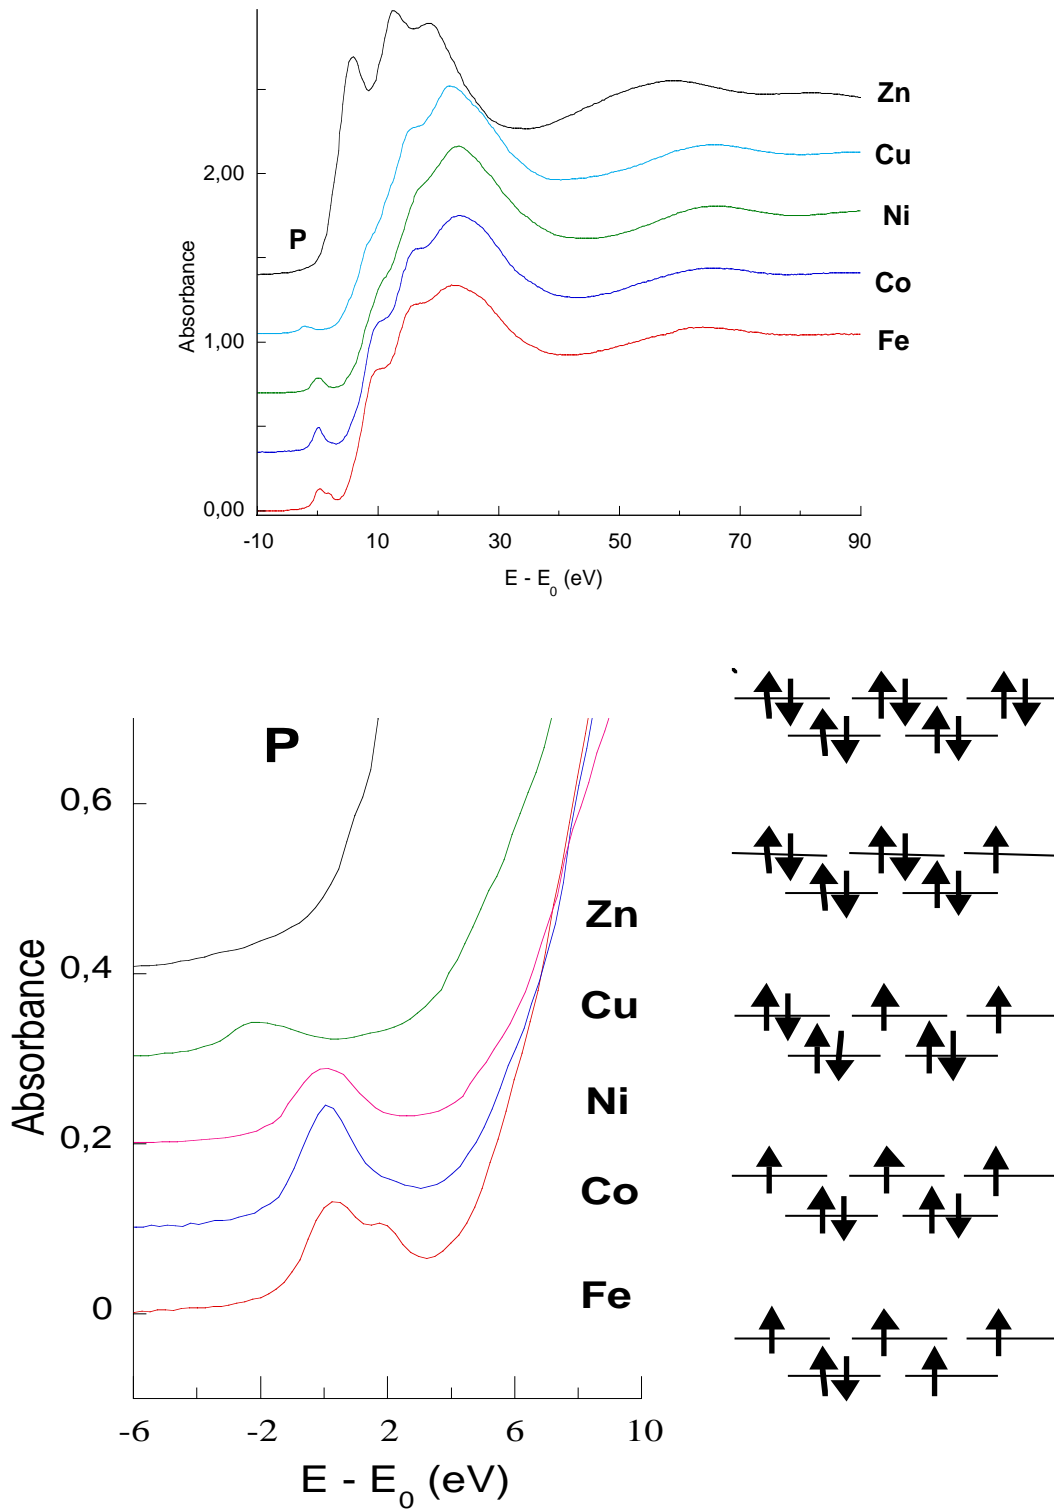 Zn
Cu
2,00
Ni
P
Co
Absorbance
1,00
Fe
0,00
-10 10 30 50 70 90
E - E0 (eV)
P
0,6
Zn
0,4
Cu
Absorbance
Ni
0,2
Co
Fe
0
-6 -2 2 6 10
E - E0 (eV)